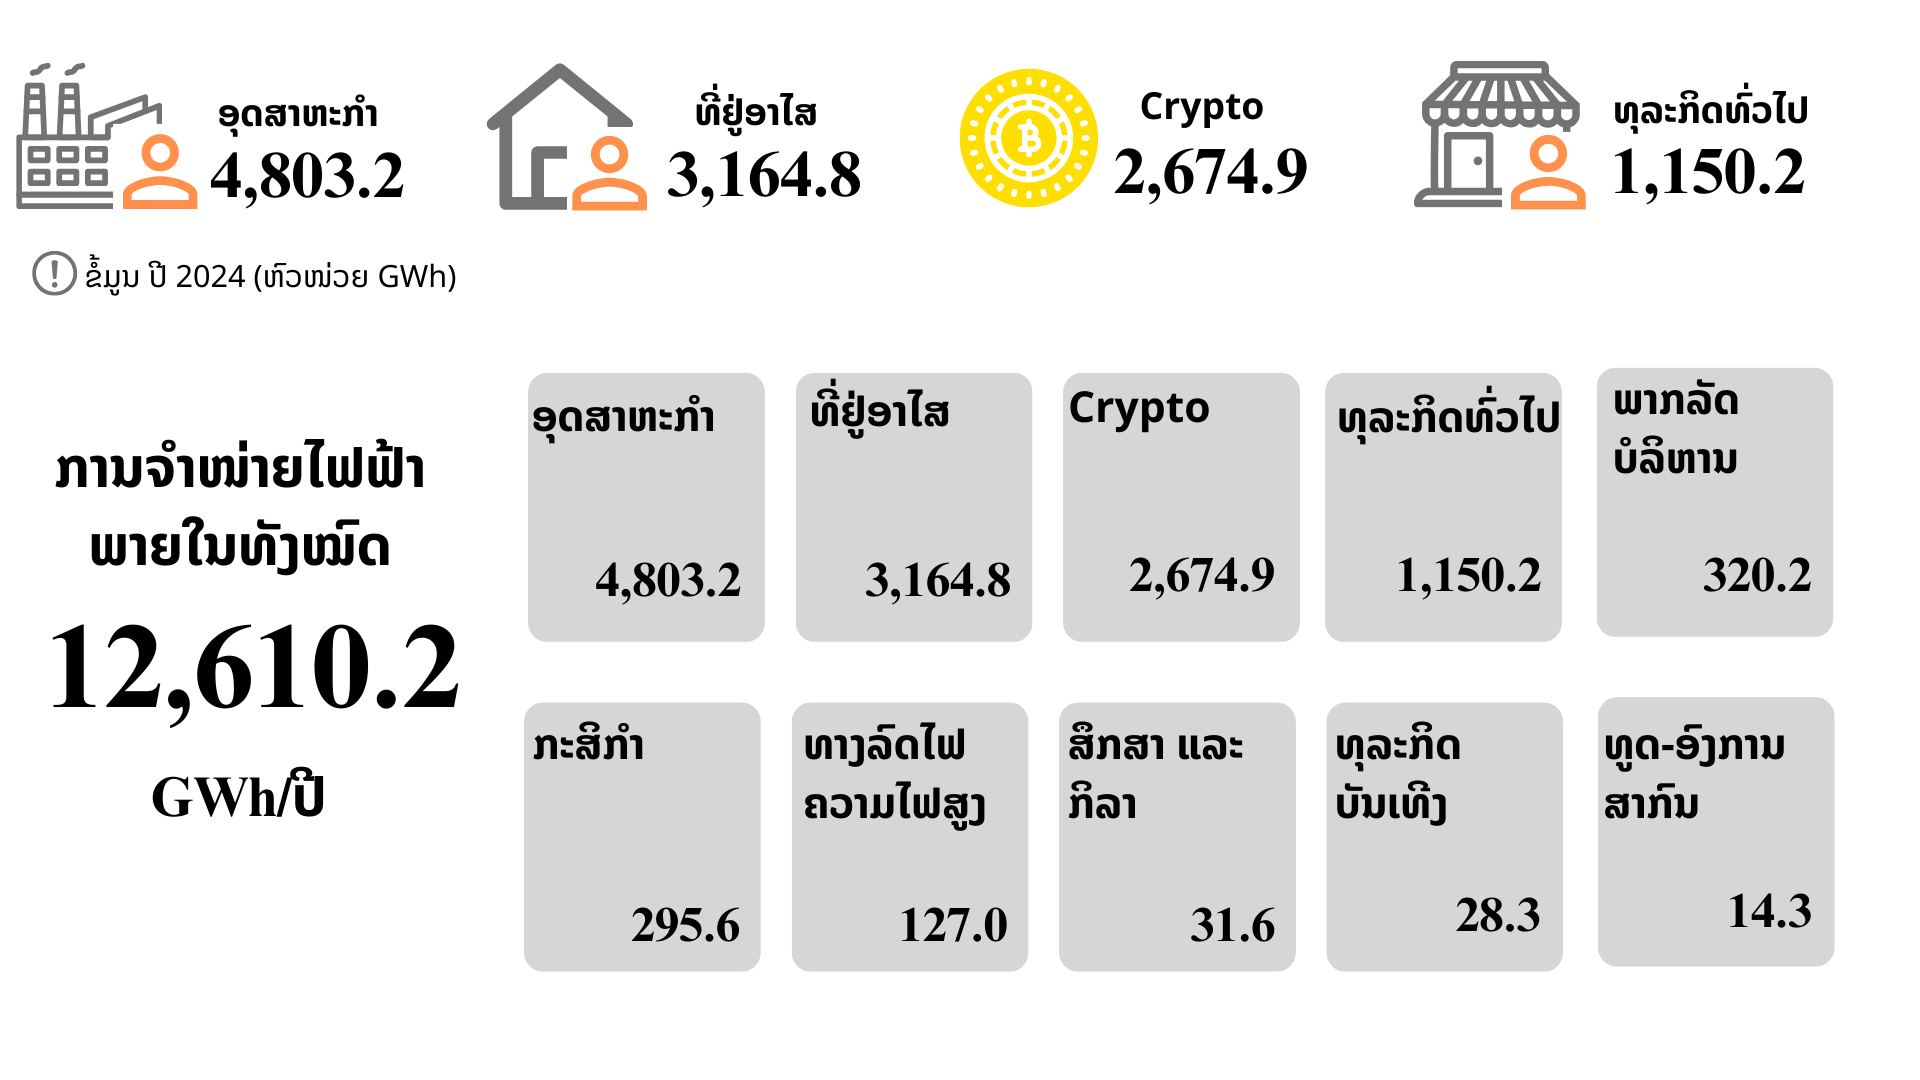 ອຸດສາຫະກຳ
4,803.2
ທີ່ຢູ່ອາໄສ
3,164.8
Crypto
2,674.9
ທຸລະກິດທົ່ວໄປ
1,150.2
ຂໍ້ມູນ ປີ 2024 (ຫົວໜ່ວຍ GWh)
ການຈຳໜ່າຍໄຟຟ້າ
ພາຍໃນທັງໝົດ
12,610.2
GWh/ປີ
ອຸດສາຫະກຳ
4,803.2
ທີ່ຢູ່ອາໄສ
3,164.8
Crypto
2,674.9
ທຸລະກິດທົ່ວໄປ
1,150.2
ພາກລັດ
ບໍລິຫານ
320.2
ກະສິກຳ
295.6
ທາງລົດໄຟ
ຄວາມໄຟສູງ
127.0
ສຶກສາ ແລະ
ກິລາ
31.6
ທຸລະກິດ
ບັນເທີງ
28.3
ທູດ-ອົງການ
ສາກົນ
14.3